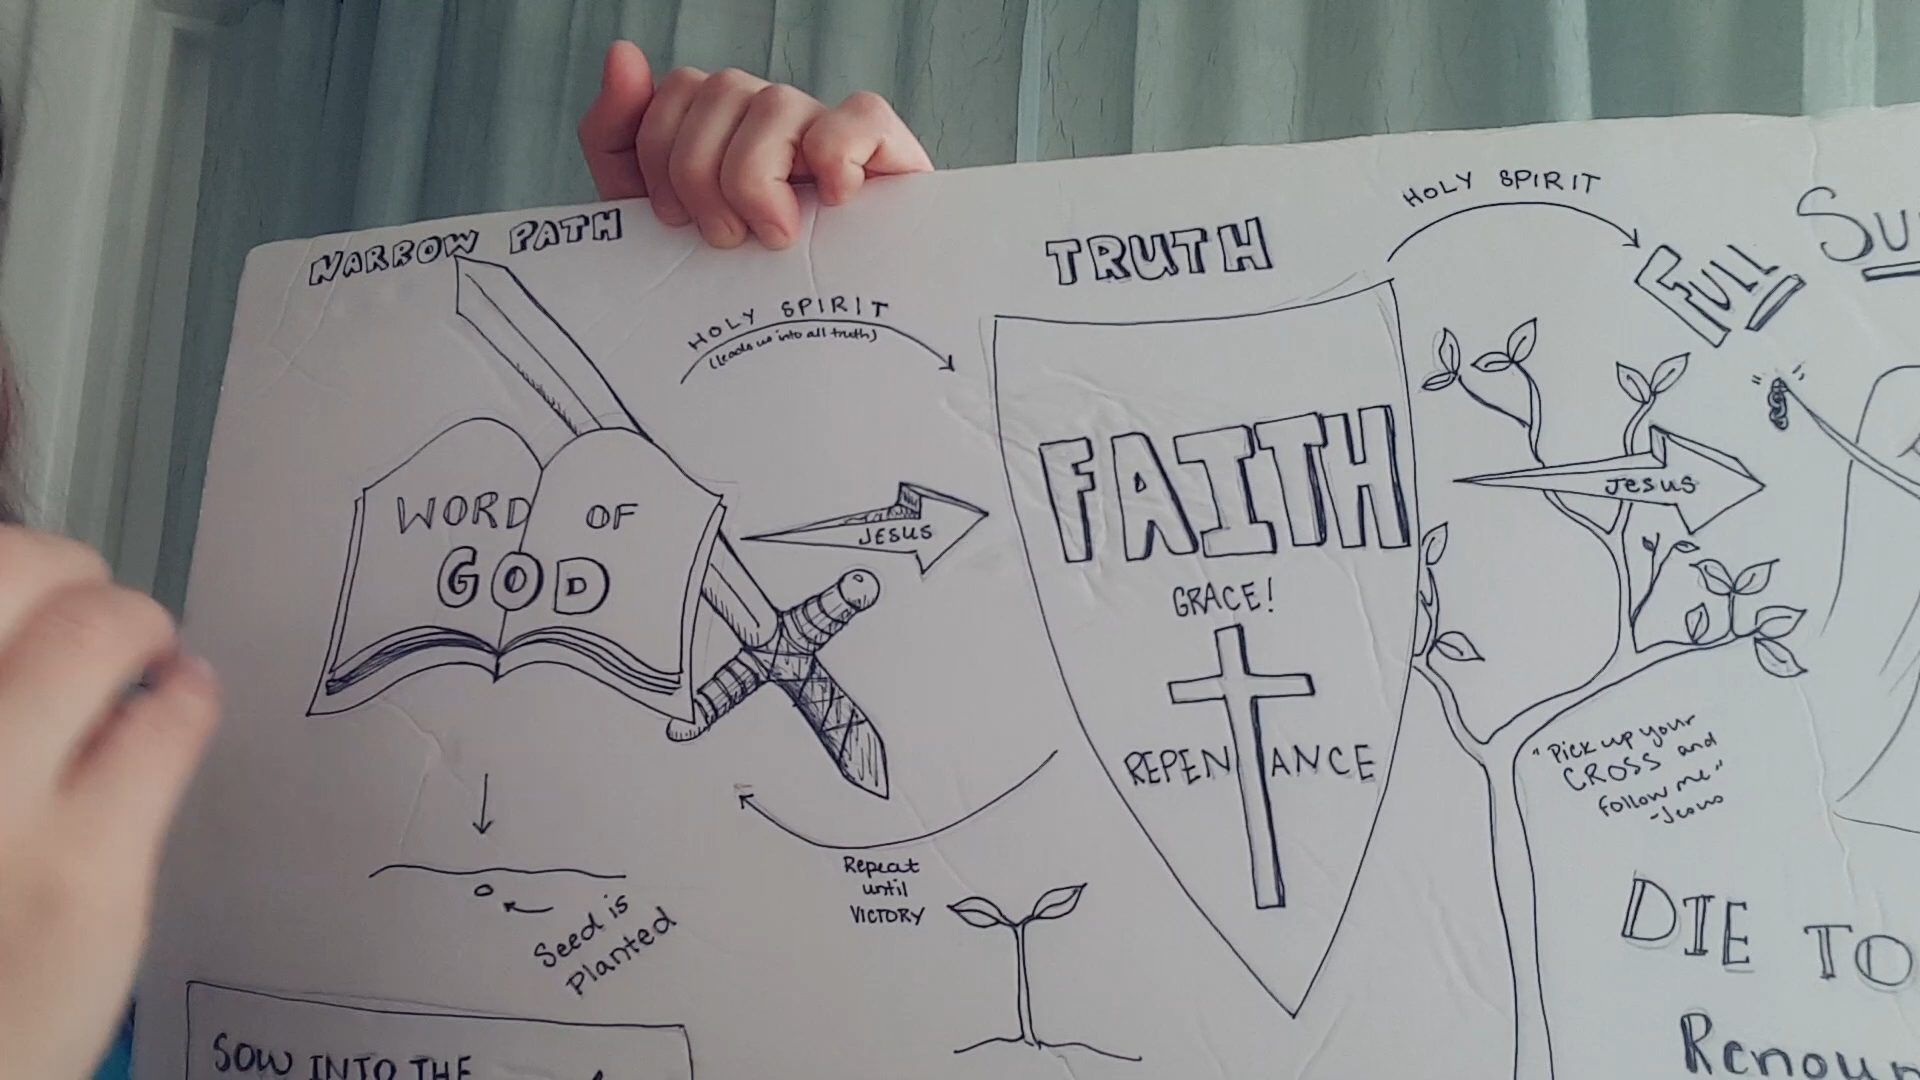 NARROW PATH
HOLY SPIRIT
(leads us into all truth)
WORD OF
GOD
JESUS
Seed is
planted
Repeat
until
VICTORY
SOW INTO THE
TRUTH
FAITH
GRACE!
REPENTANCE
HOLY SPIRIT
FULL
Jesus
"Pick up your
CROSS and
follow me"
-Jesus
DIE TO